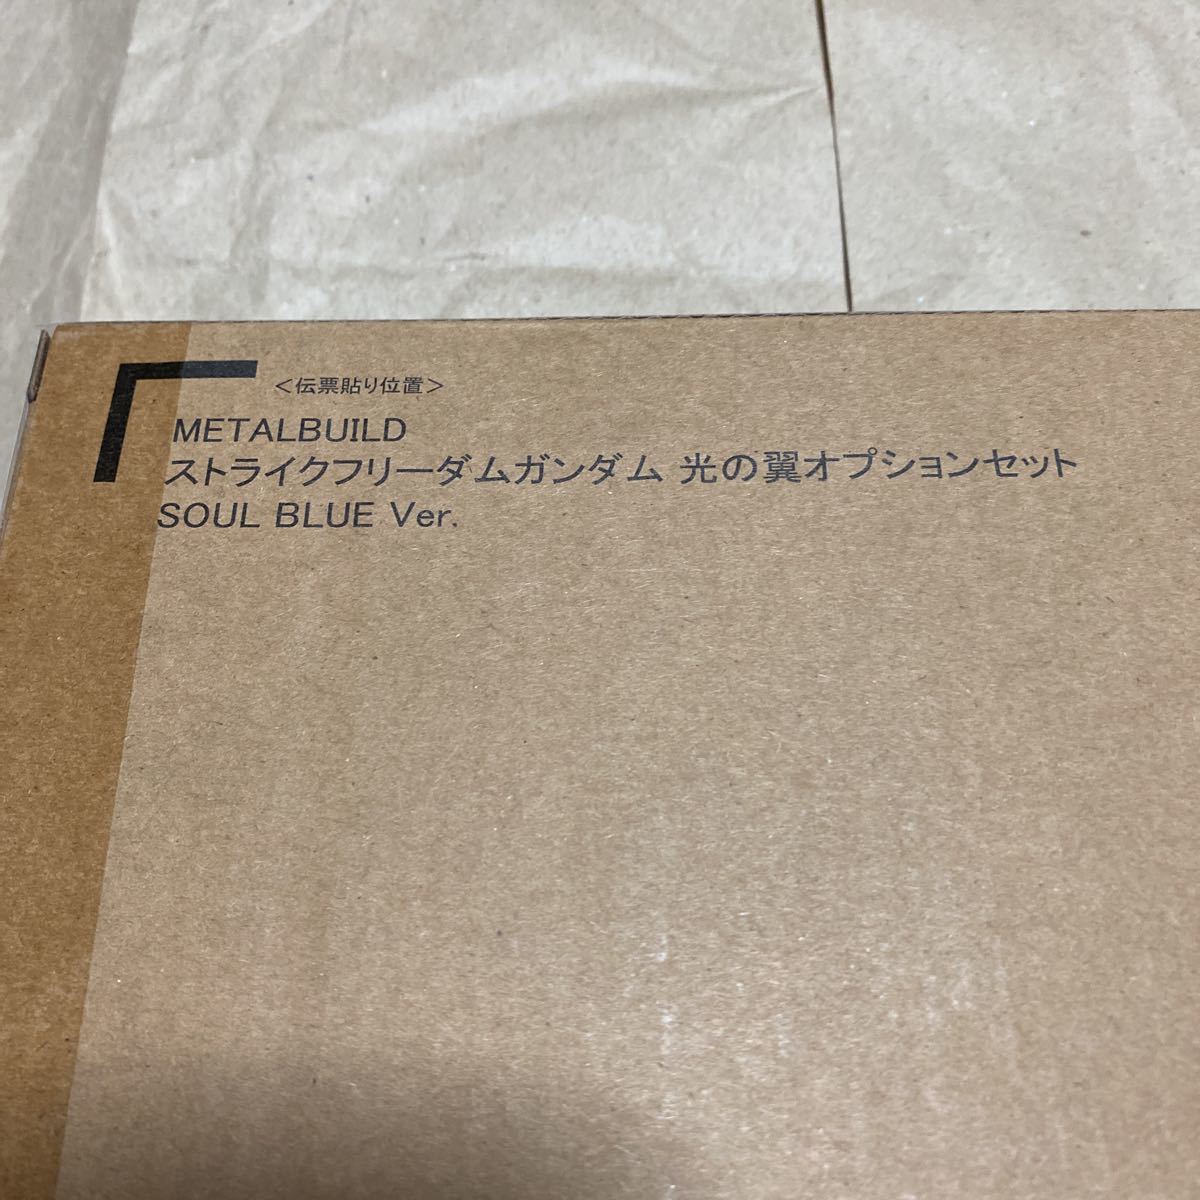 ＜伝票貼り位置＞
METALBUILD
ストライクフリーダムガンダム 光の翼オプションセット
SOUL BLUE Ver.